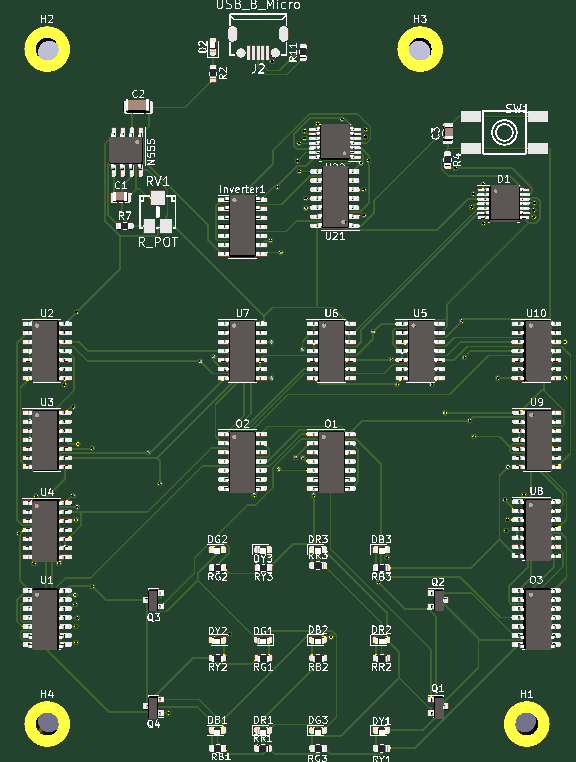 USB_B_Micro
H2
H3
D2
R2
R11
J2
C2
SW1
C3
R4
N555
C1
RV1
Inverter1
D1
R7
R_POT
U21
U2
U7
U6
U5
U10
U3
O2
O1
U9
U4
U8
U1
DG2
DY3
DR3
DB3
RG2
RY3
RR3
RB3
Q3
Q2
O3
DY2
DG1
DB2
DR2
RY2
RG1
RB2
RR2
H4
Q4
Q1
H1
DB1
DR1
DG3
DY1
RB1
RR1
RG3
RY1